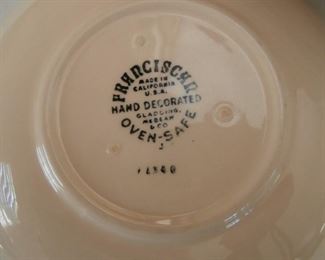 FRANCISCAN
MADE IN
CALIFORNIA
U.S.A.
HAND DECORATED
GLADDING,
McBEAN
& CO.
OVEN-SAFE